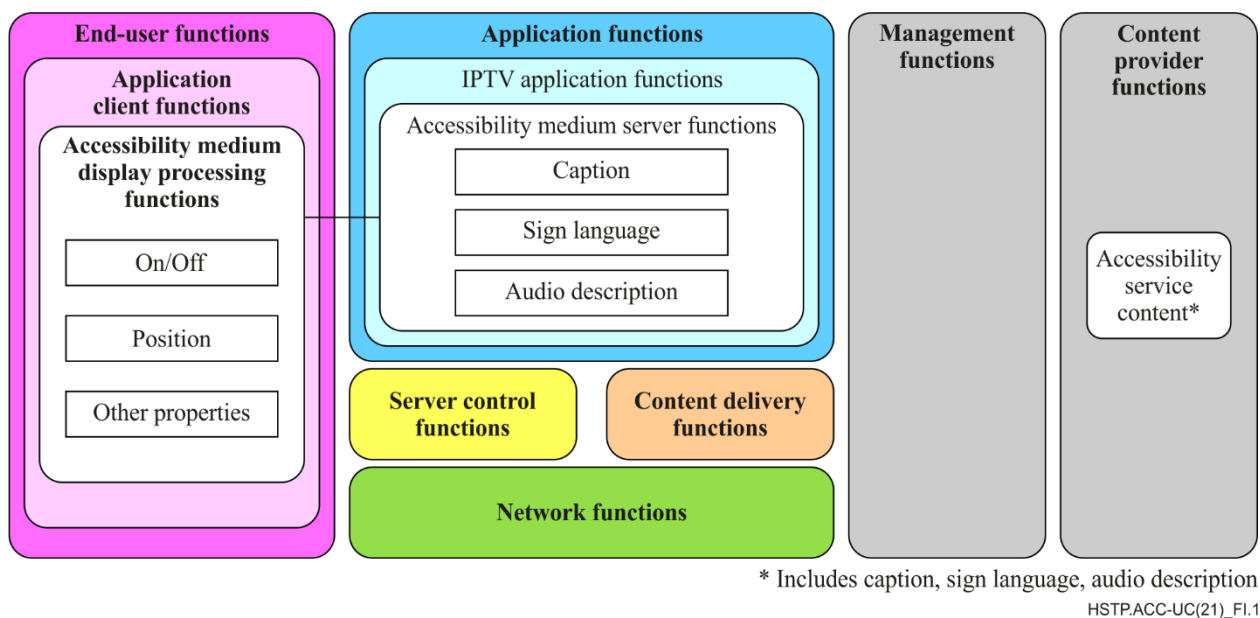 End-user functions
Application
client functions
Accessibility medium
display processing
functions
On/Off
Position
Other properties
Application functions
IPTV application functions
Accessibility medium server functions
Caption
Sign language
Audio description
Server control
functions
Content delivery
functions
Network functions
Management
functions
Content
provider
functions
Accessibility
service
content*
* Includes caption, sign language, audio description
HSTP.ACC-UC(21)_FI.1